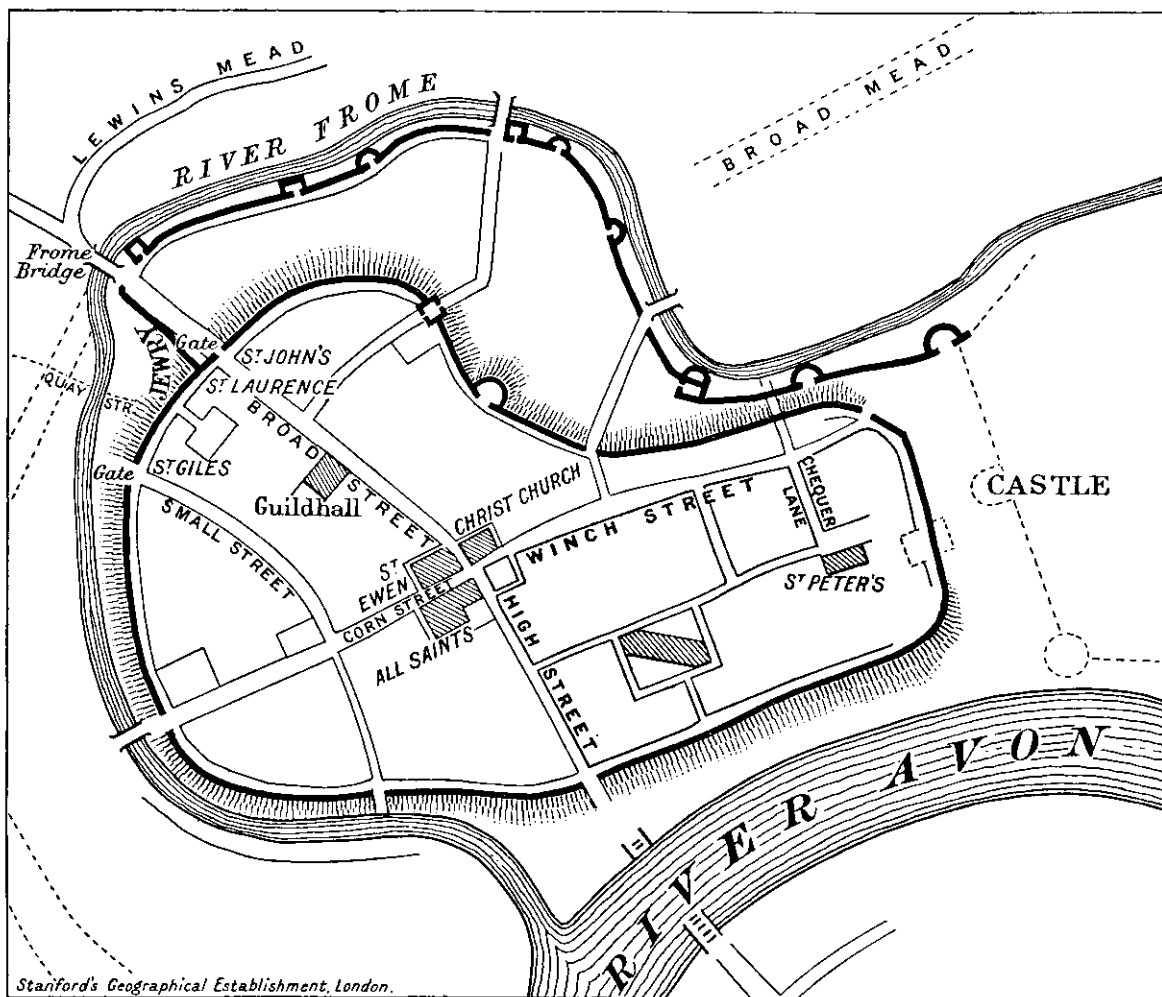 LEWINS MEAD
RIVER FROME
BROAD MEAD
Frome
Bridge
JEWRY
Gate
ST JOHN'S
ST LAURENCE
QUAY STR.
BROAD STREET
Gate
ST GILES
Guildhall
SMALL STREET
CHRIST CHURCH
WINCH STREET
CHEQUER
LANE
CASTLE
ST
EWEN
CORN STREET
ST PETER'S
ALL SAINTS
HIGH STREET
RIVER AVON
Stanford's Geographical Establishment, London.